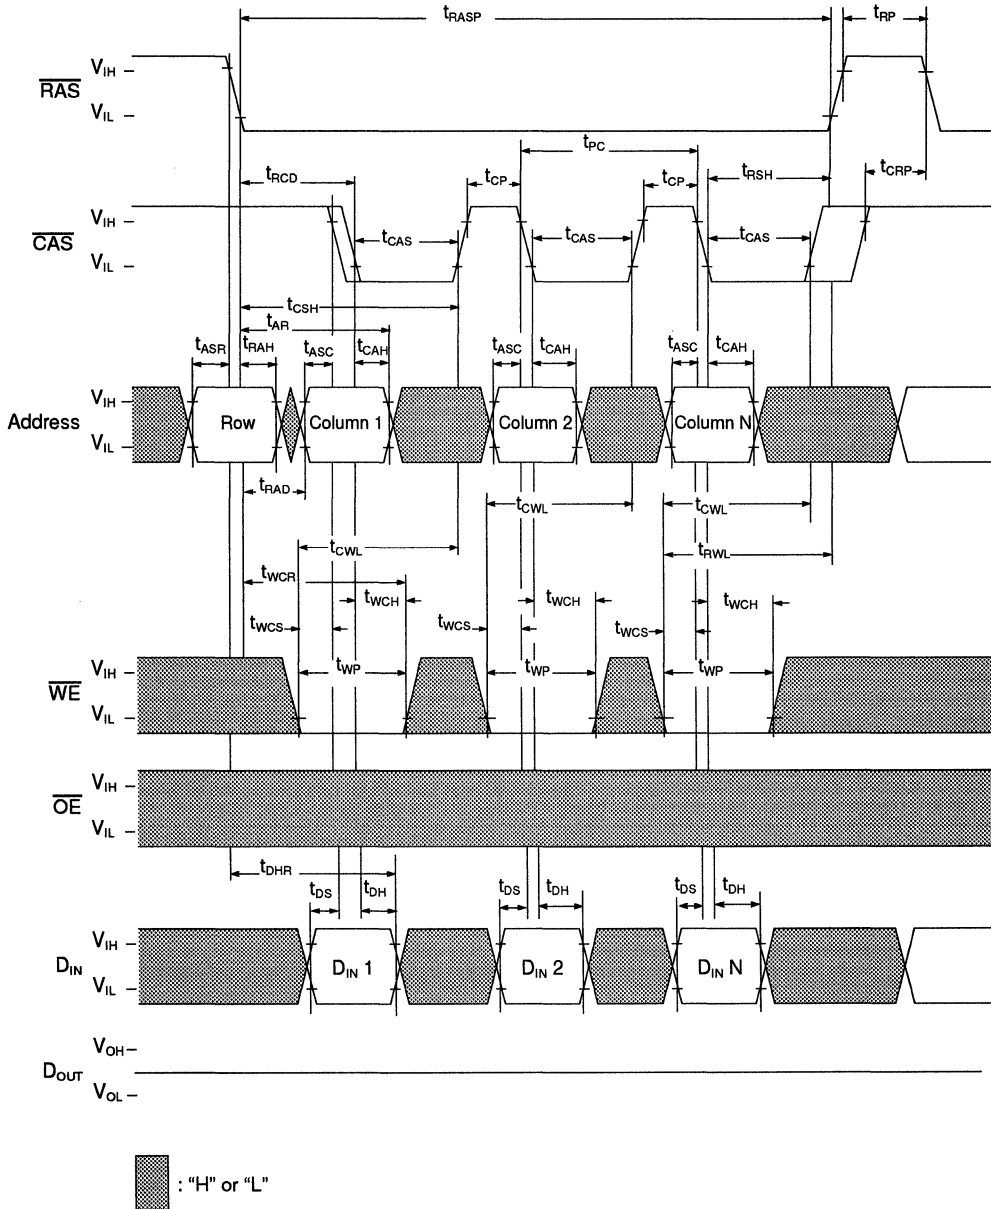 tRASP tRP
VIH
RAS
VIL
tPC
tRCD tCP tCP tRSH tCRP
VIH
CAS
VIL
tCAS tCAS tCAS
tCSH
tAR
tASR tRAH tASC tCAH tASC tCAH tASC tCAH
VIH
Address Row Column 1 Column 2 Column N
VIL
tRAD
tCWL tCWL
tCWL tRWL
tWCR
tWCH tWCH tWCH
tWCS tWCS tWCS
tWP tWP tWP
VIH
WE
VIL
VIH
OE
VIL
tDHR
tDS tDH tDS tDH tDS tDH
VIH
DIN DIN 1 DIN 2 DIN N
VIL
VOH
DOUT
VOL
: “H” or “L”